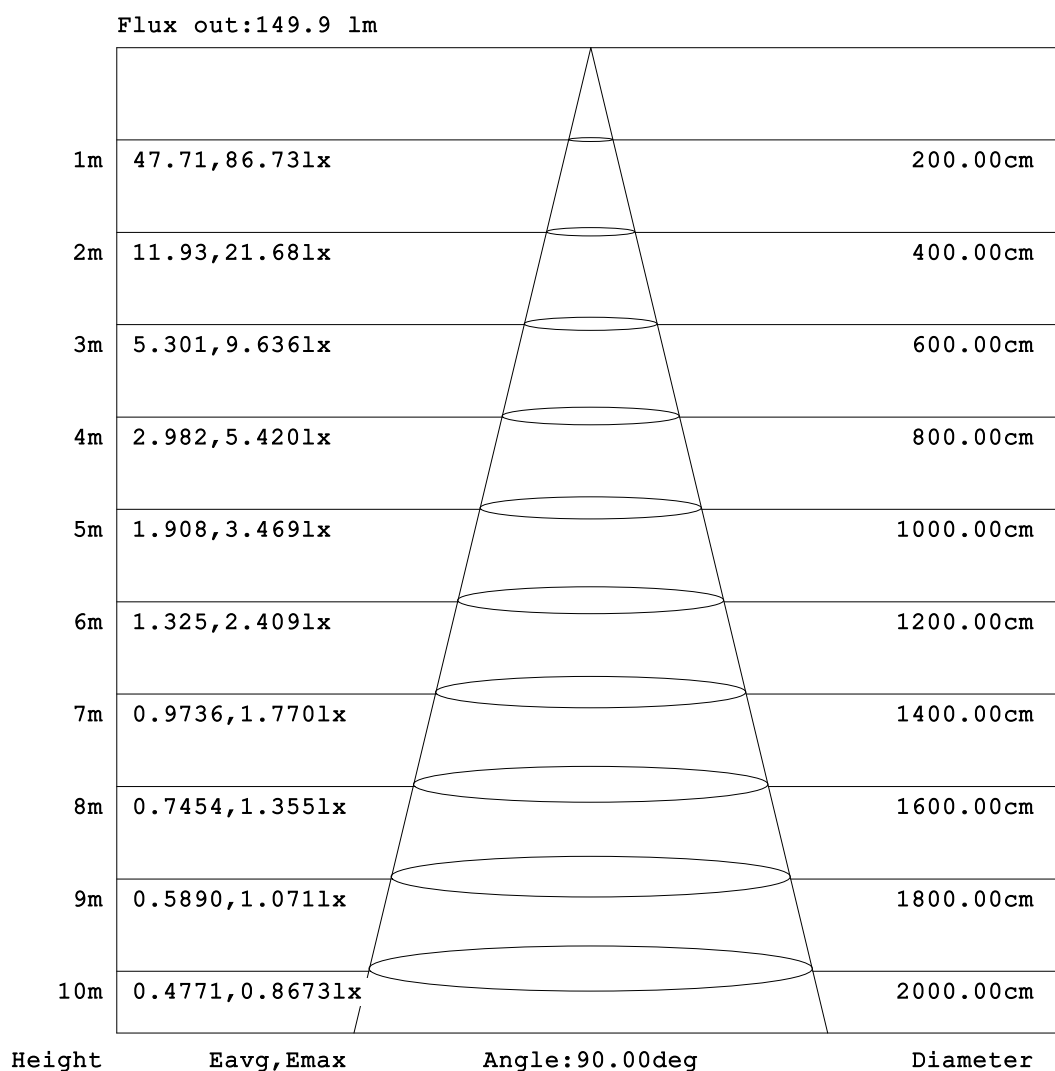 Flux out:149.9 lm
1m 47.71,86.73lx 200.00cm
2m 11.93,21.68lx 400.00cm
3m 5.301,9.636lx 600.00cm
4m 2.982,5.420lx 800.00cm
5m 1.908,3.469lx 1000.00cm
6m 1.325,2.409lx 1200.00cm
7m 0.9736,1.770lx 1400.00cm
8m 0.7454,1.355lx 1600.00cm
9m 0.5890,1.071lx 1800.00cm
10m 0.4771,0.8673lx 2000.00cm
Height Eavg,Emax Angle:90.00deg Diameter